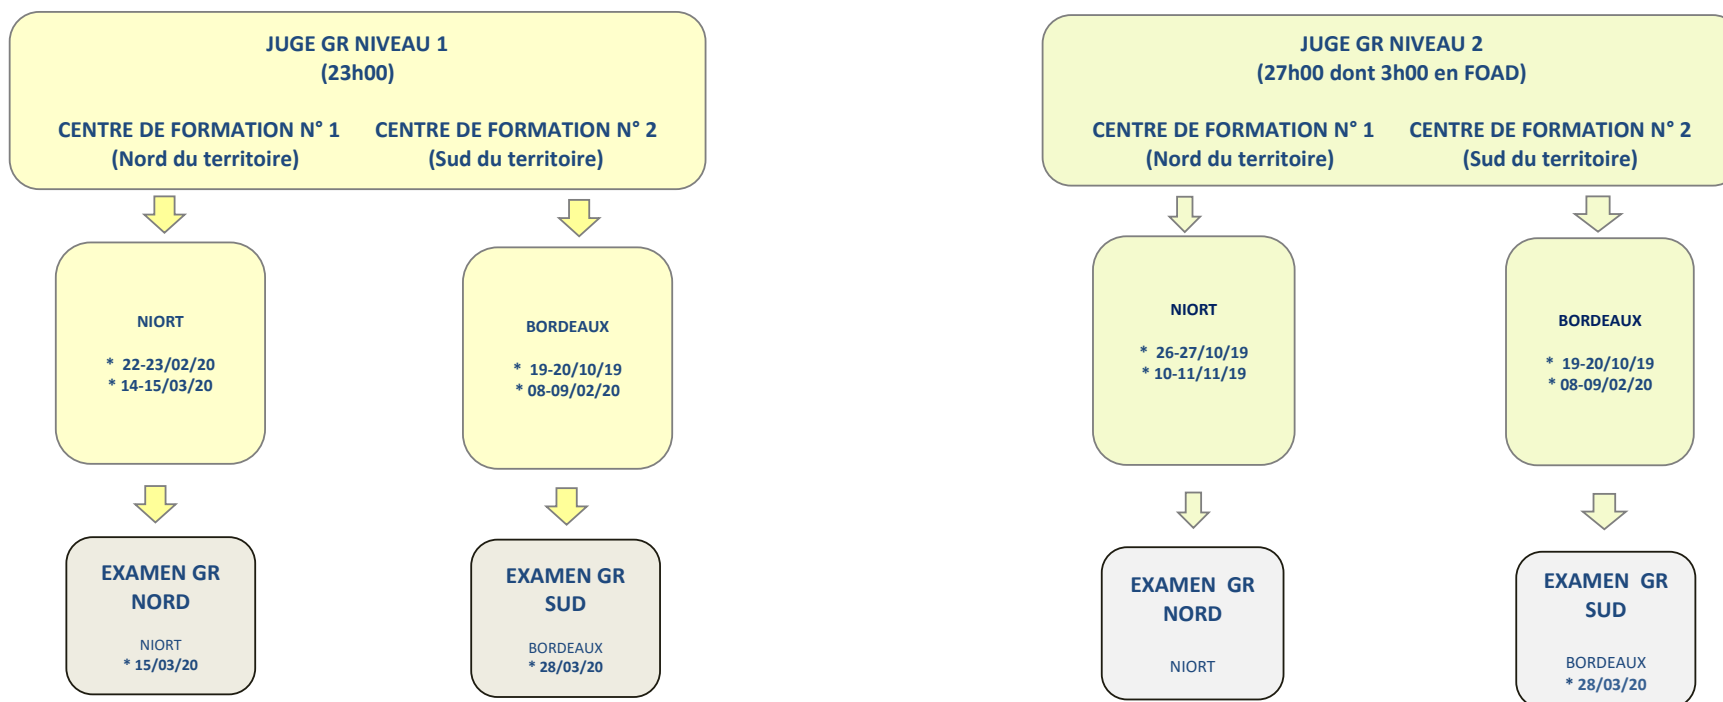 JUGE GR NIVEAU 1
(23h00)
CENTRE DE FORMATION N° 1
(Nord du territoire)
CENTRE DE FORMATION N° 2
(Sud du territoire)
NIORT
* 22-23/02/20
* 14-15/03/20
BORDEAUX
* 19-20/10/19
* 08-09/02/20
EXAMEN GR
NORD
NIORT
* 15/03/20
EXAMEN GR
SUD
BORDEAUX
* 28/03/20
JUGE GR NIVEAU 2
(27h00 dont 3h00 en FOAD)
CENTRE DE FORMATION N° 1
(Nord du territoire)
CENTRE DE FORMATION N° 2
(Sud du territoire)
NIORT
* 26-27/10/19
* 10-11/11/19
BORDEAUX
* 19-20/10/19
* 08-09/02/20
EXAMEN GR
NORD
NIORT
EXAMEN GR
SUD
BORDEAUX
* 28/03/20